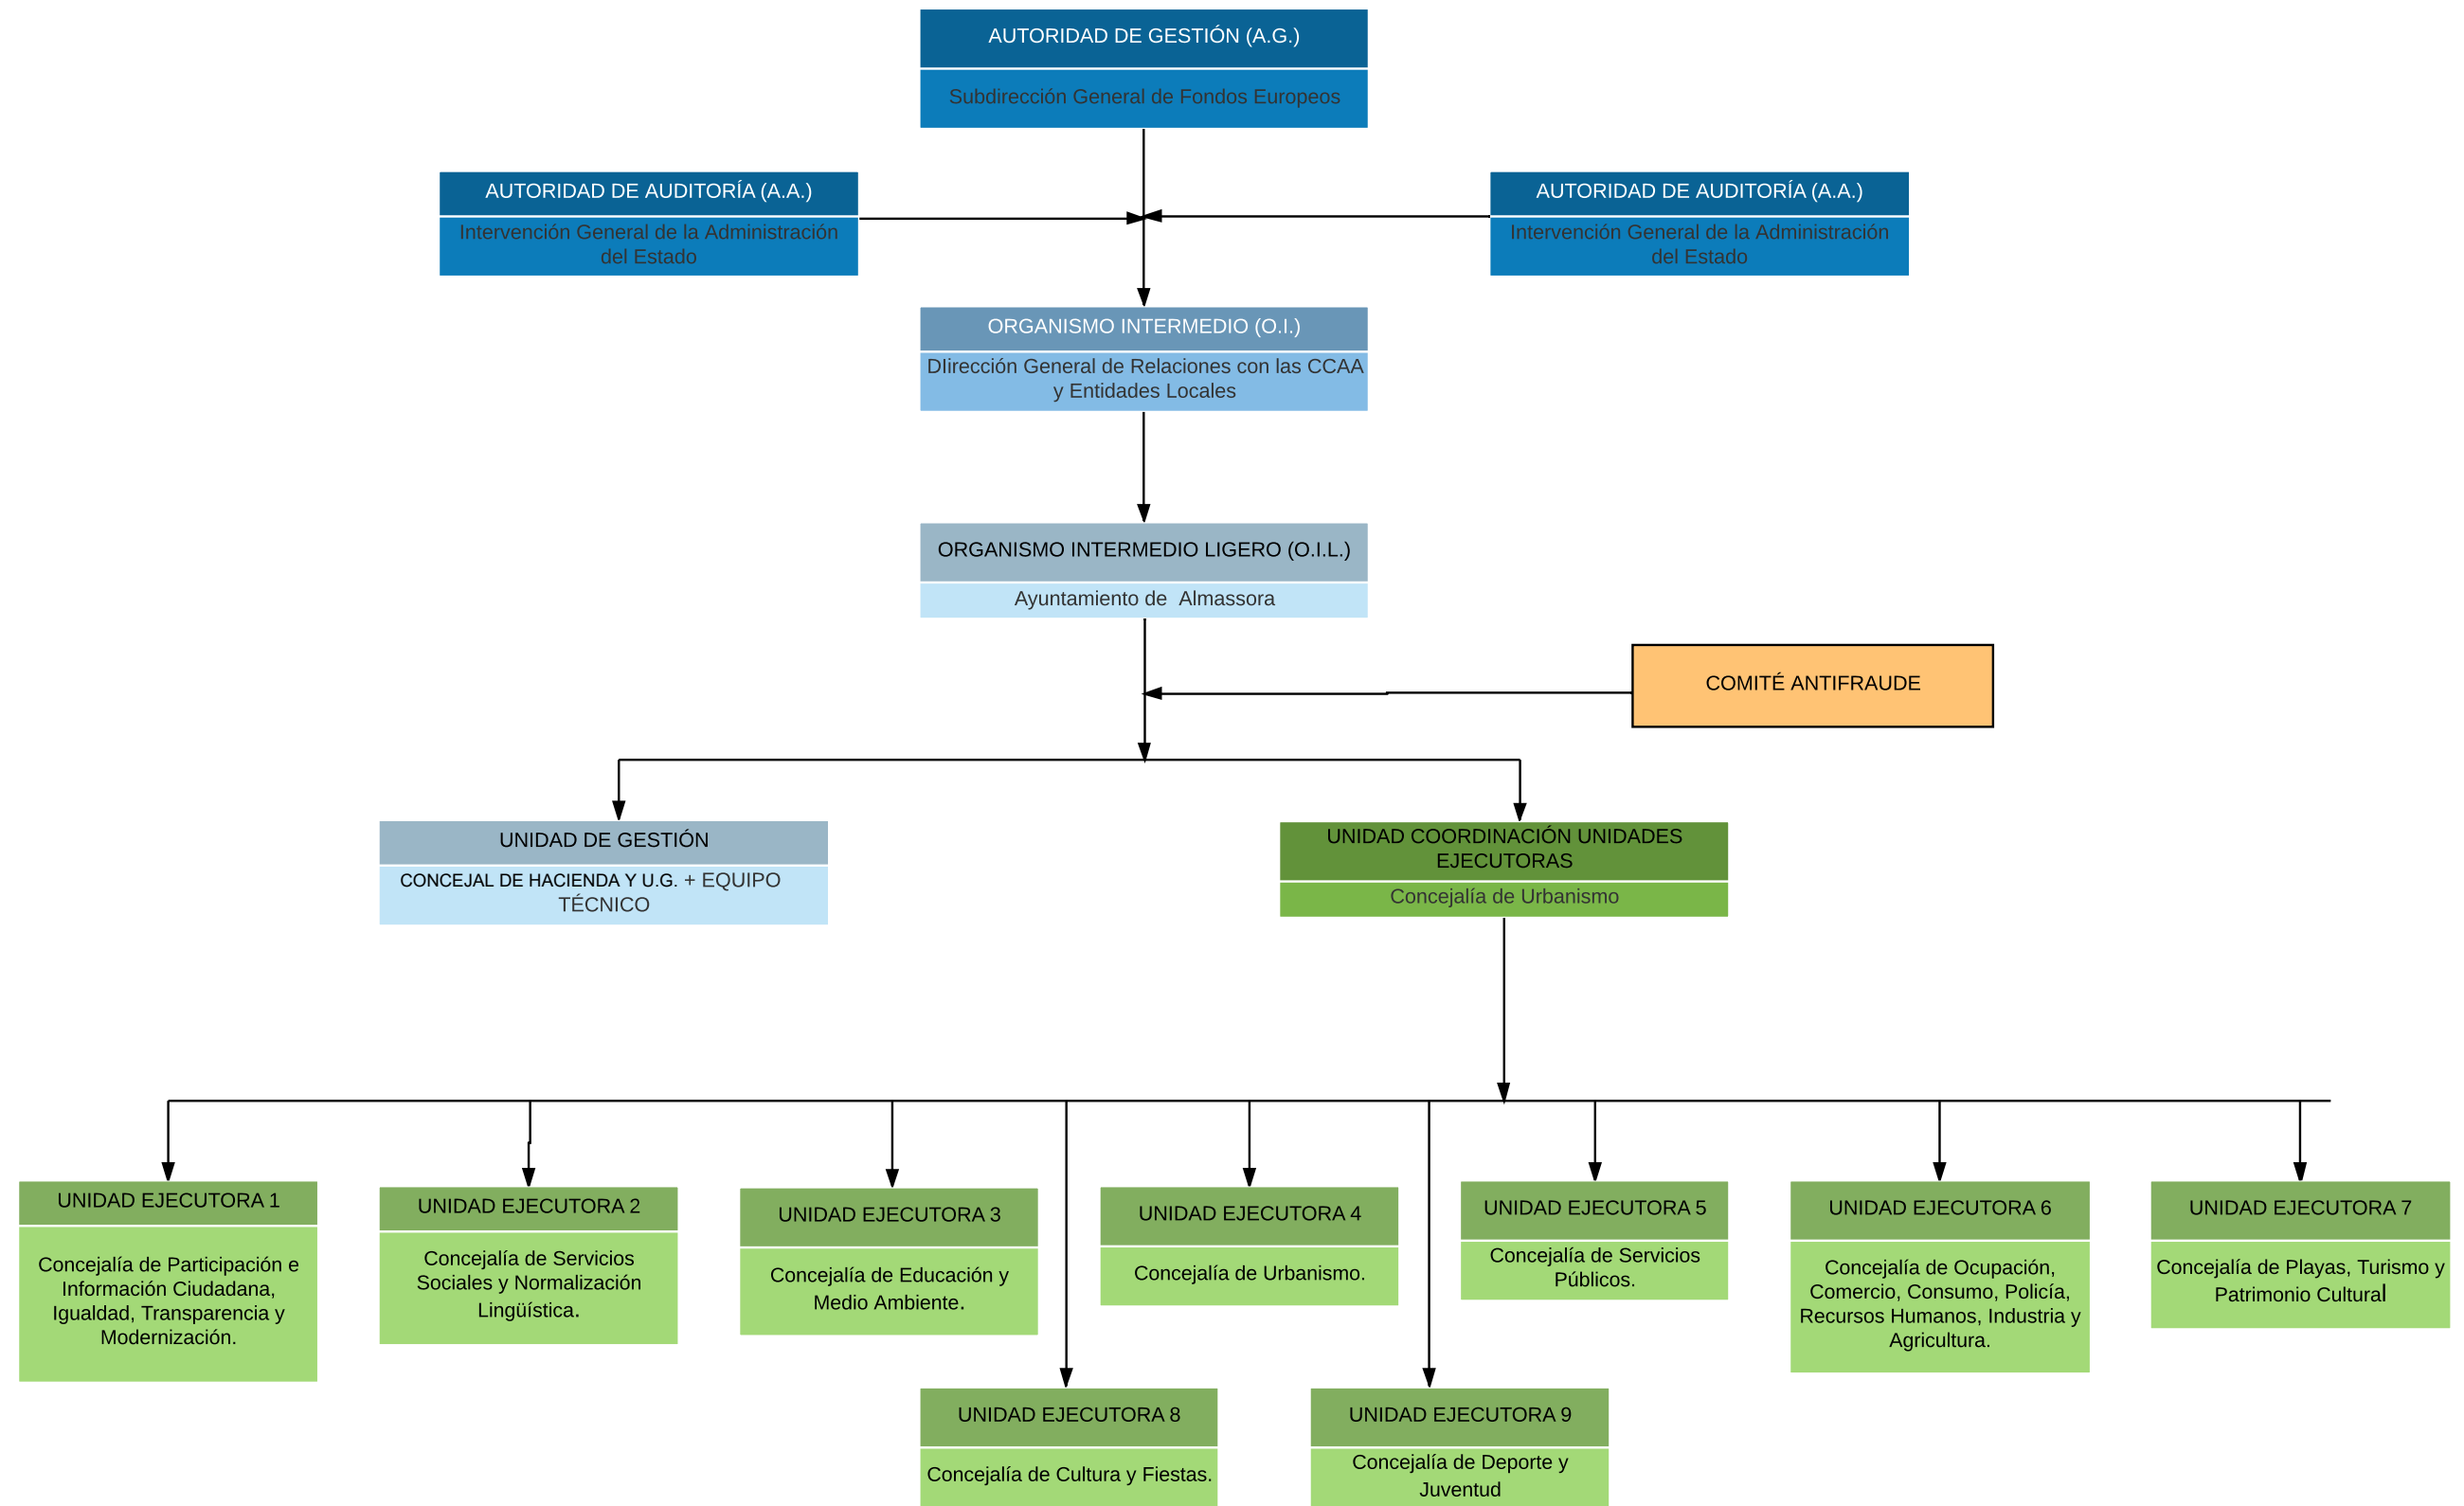 AUTORIDAD DE GESTIÓN (A.G.)
Subdirección General de Fondos Europeos
AUTORIDAD DE AUDITORÍA (A.A.)
Intervención General de la Administración
del Estado
AUTORIDAD DE AUDITORÍA (A.A.)
Intervención General de la Administración
del Estado
ORGANISMO INTERMEDIO (O.I.)
DIirección General de Relaciones con las CCAA
y Entidades Locales
ORGANISMO INTERMEDIO LIGERO (O.I.L.)
Ayuntamiento de  Almassora
COMITÉ ANTIFRAUDE
UNIDAD DE GESTIÓN
CONCEJAL DE HACIENDA Y U.G. + EQUIPO
TÉCNICO
UNIDAD COORDINACIÓN UNIDADES
EJECUTORAS
Concejalía de Urbanismo
UNIDAD EJECUTORA 1
Concejalía de Participación e
Información Ciudadana,
Igualdad, Transparencia y
Modernización.
UNIDAD EJECUTORA 2
Concejalía de Servicios
Sociales y Normalización
Lingüística.
UNIDAD EJECUTORA 3
Concejalía de Educación y
Medio Ambiente.
UNIDAD EJECUTORA 4
Concejalía de Urbanismo.
UNIDAD EJECUTORA 5
Concejalía de Servicios
Públicos.
UNIDAD EJECUTORA 6
Concejalía de Ocupación,
Comercio, Consumo, Policía,
Recursos Humanos, Industria y
Agricultura.
UNIDAD EJECUTORA 7
Concejalía de Playas, Turismo y
Patrimonio Cultural
UNIDAD EJECUTORA 8
Concejalía de Cultura y Fiestas.
UNIDAD EJECUTORA 9
Concejalía de Deporte y
Juventud